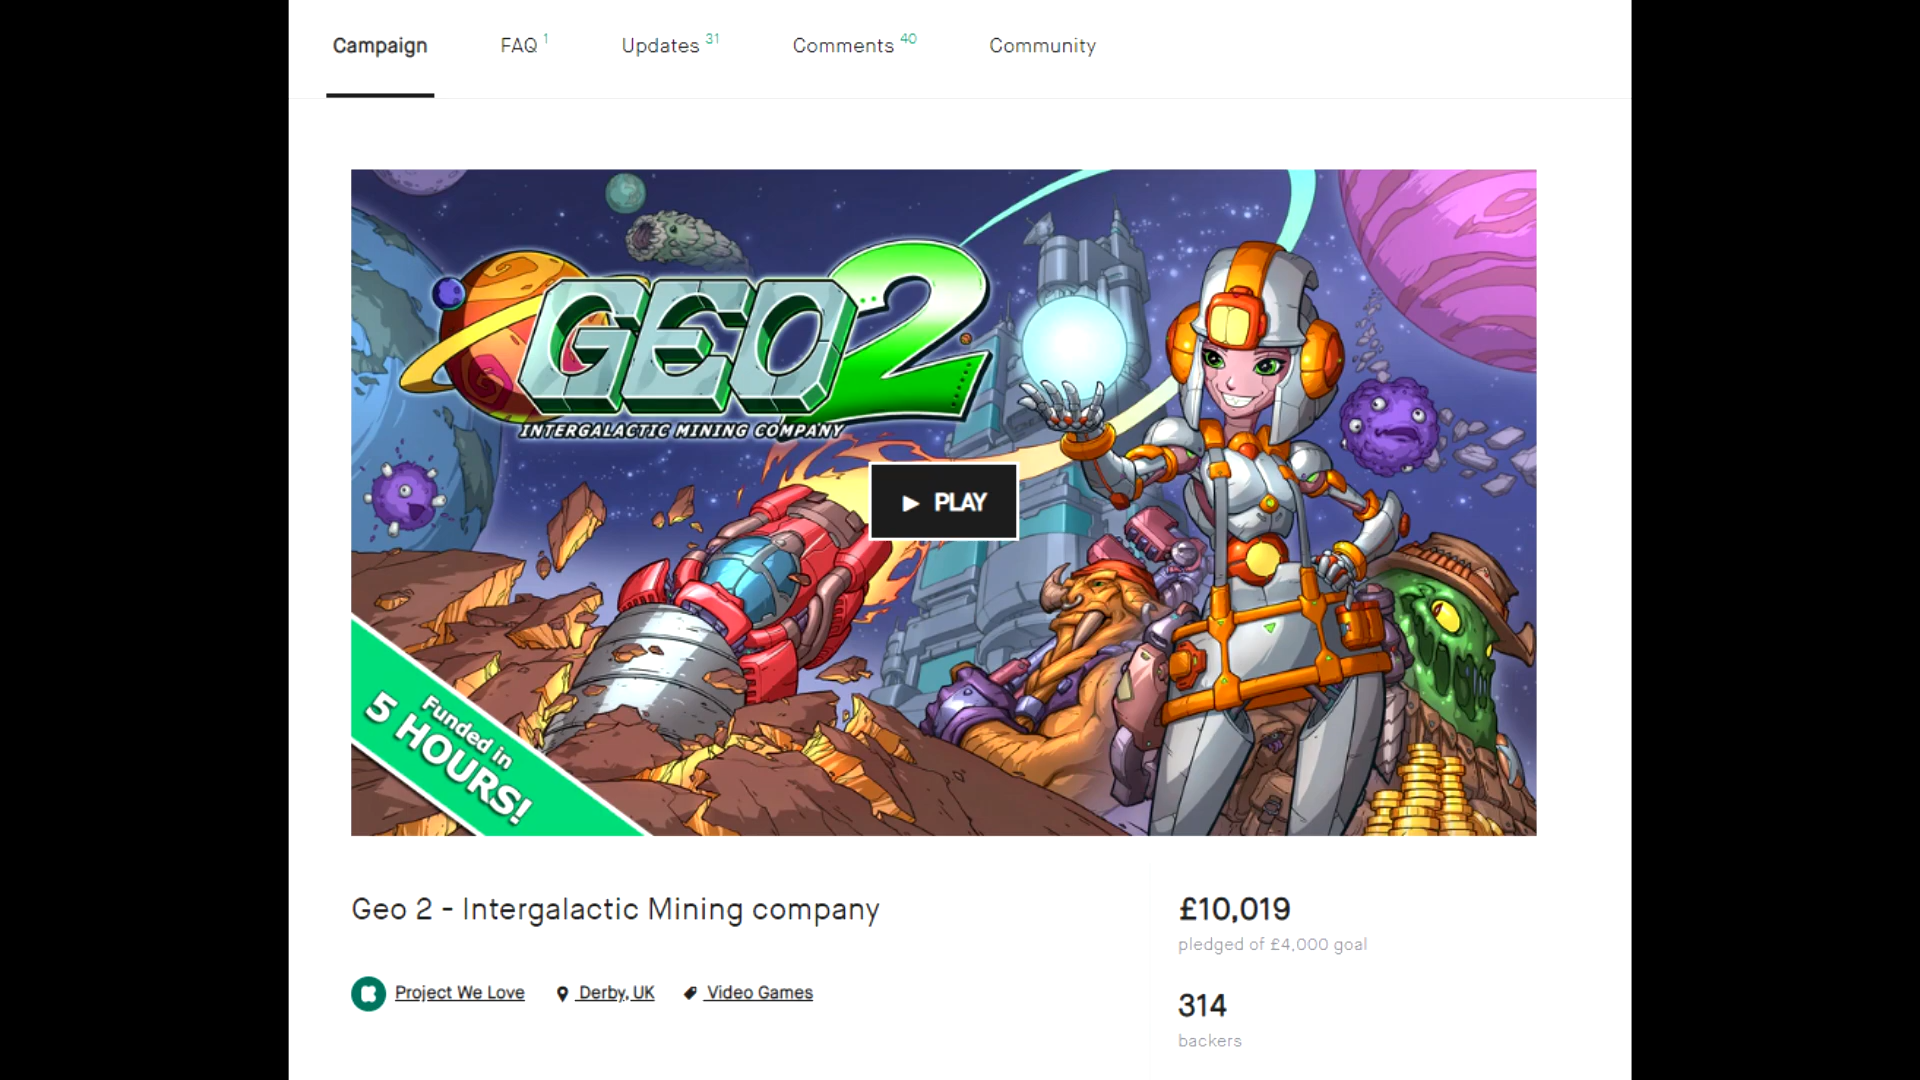 Campaign
FAQ 1
Updates 31
Comments 40
Community
GEO 2
INTERGALACTIC MINING COMPANY
PLAY
Funded in
5 HOURS!
Geo 2 - Intergalactic Mining company
£10,019
pledged of £4,000 goal
Project We Love
Derby, UK
Video Games
314
backers